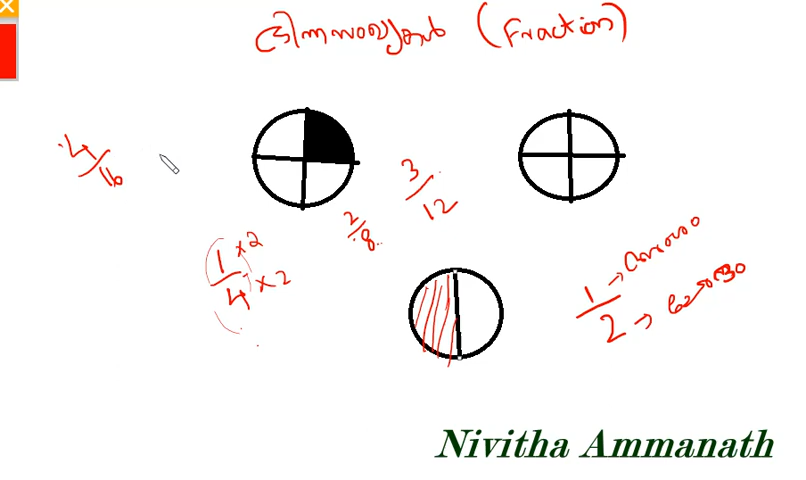 ഭിന്നസംഖ്യകൾ (Fraction)
4/16
3/12
2/8
1/4 ×2 ×2
1/2
→ അംശം
→ ഛേദം
Nivitha Ammanath